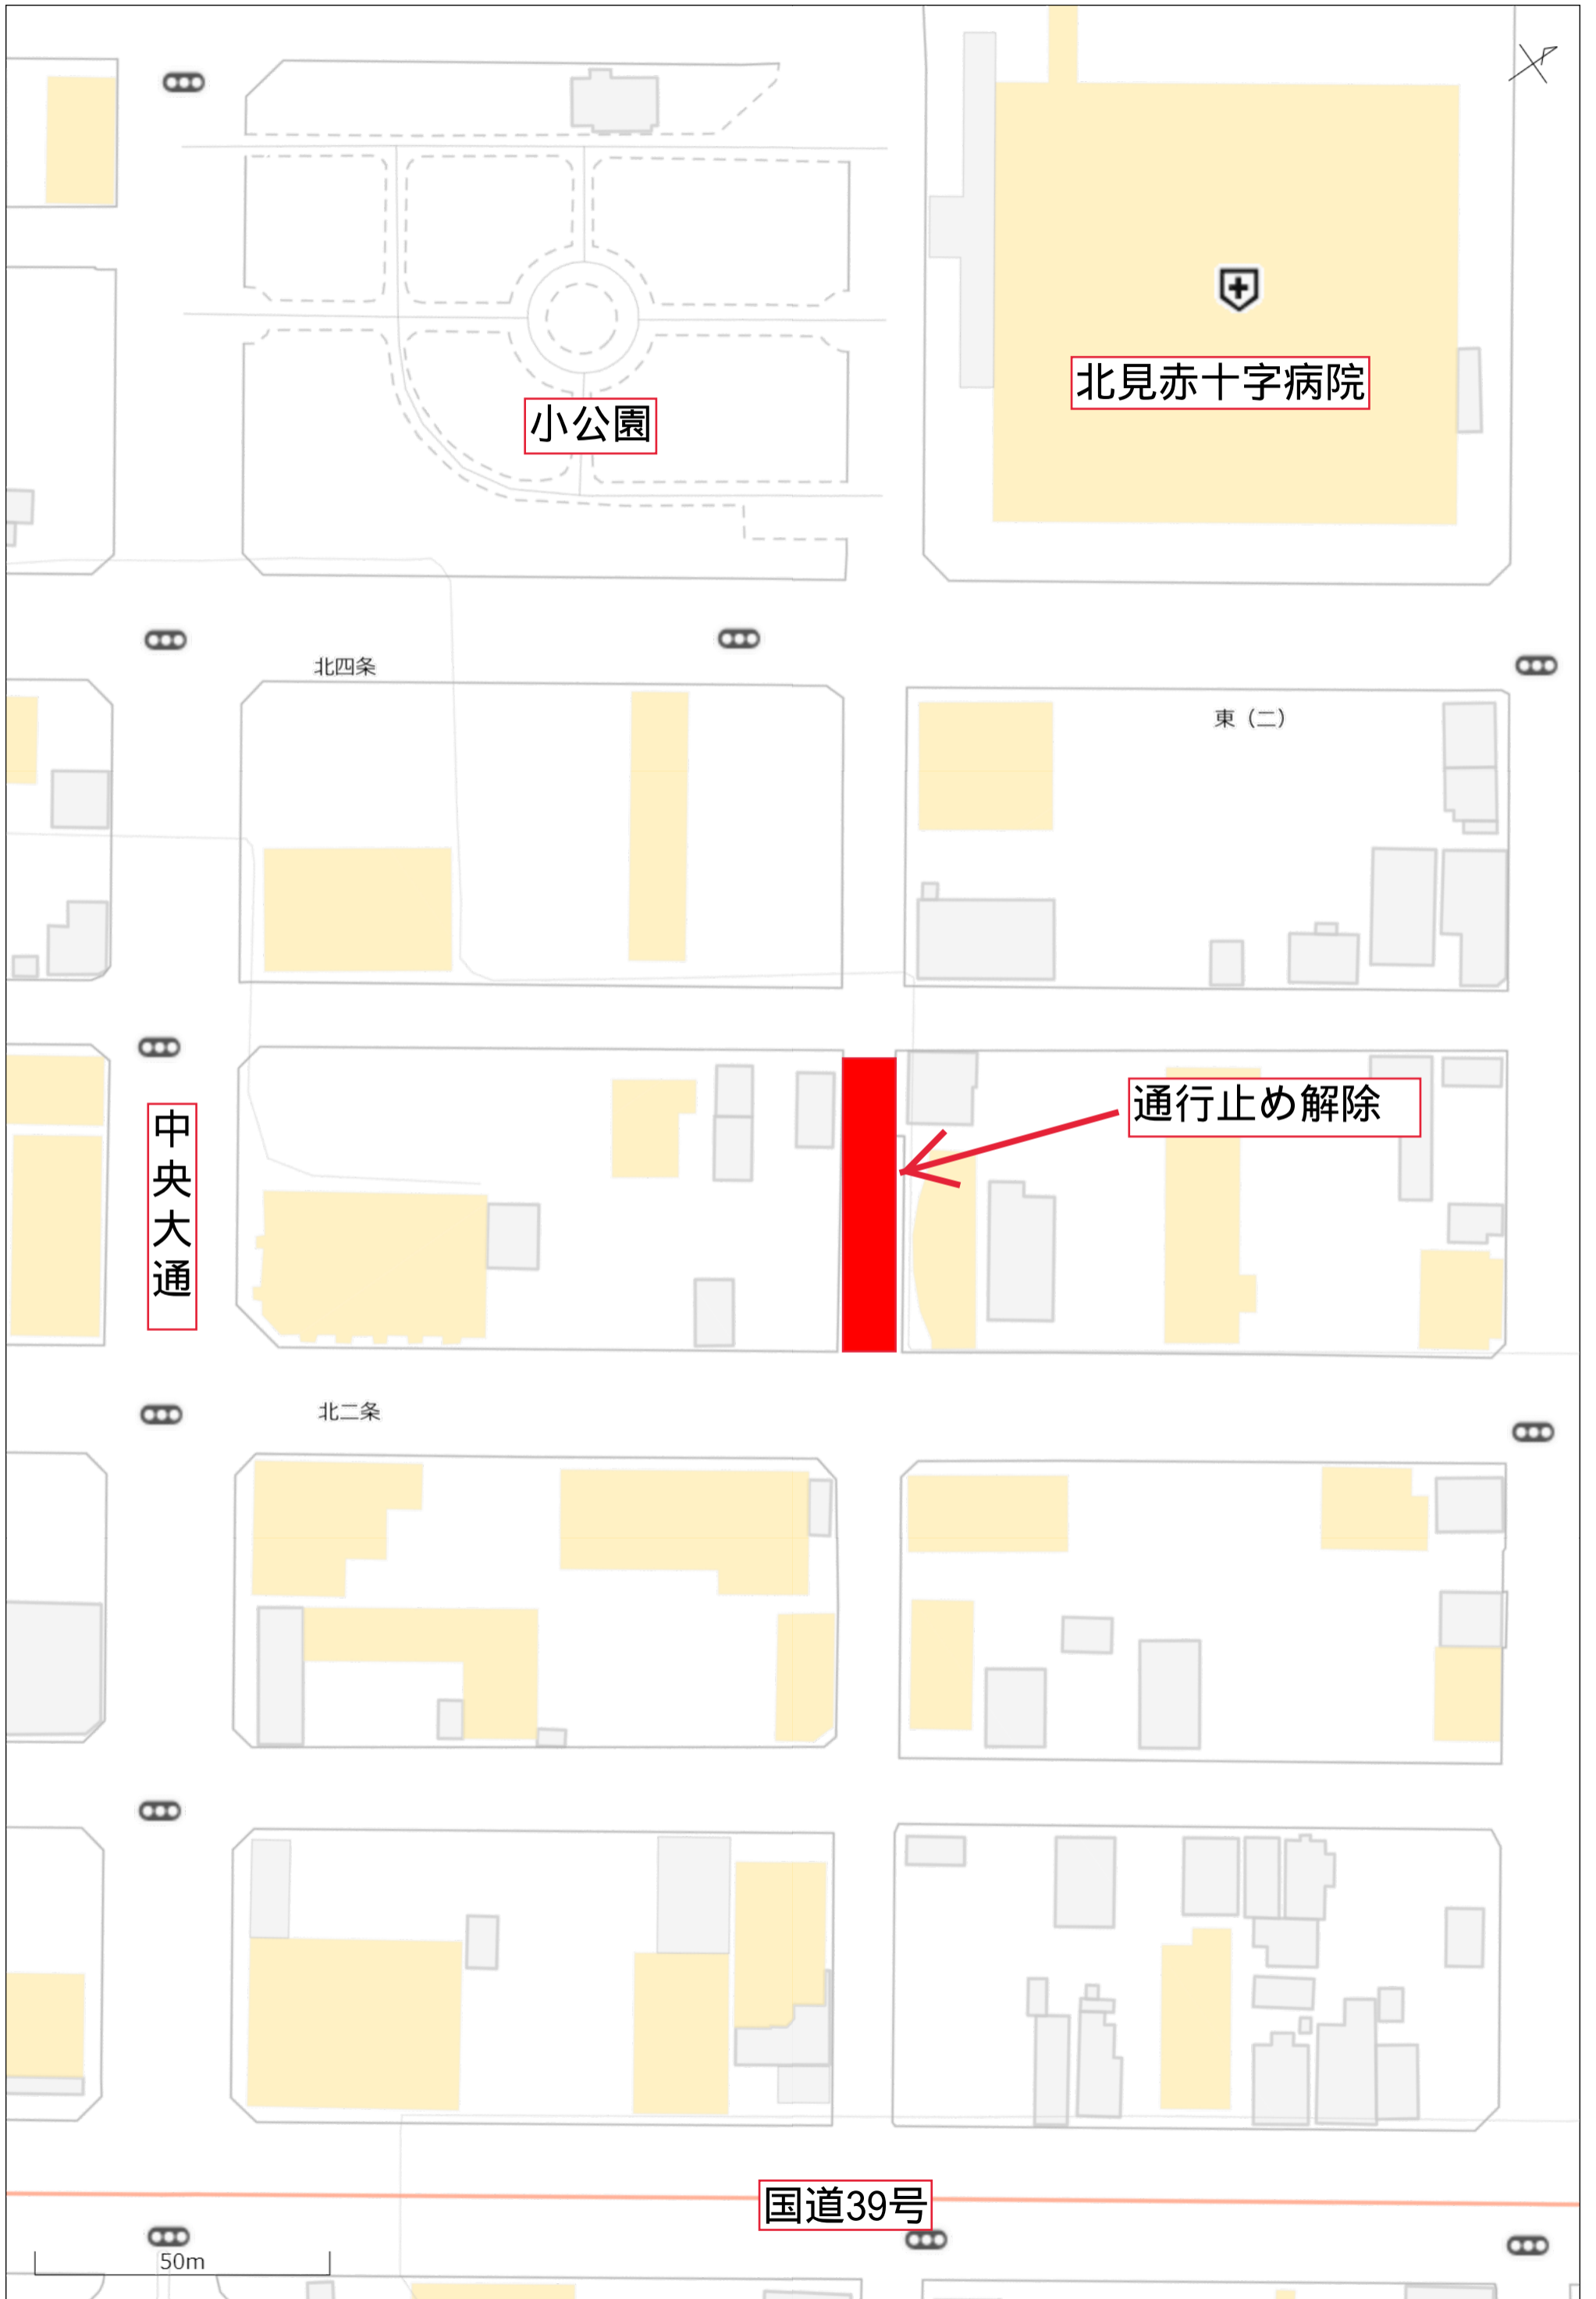 北見赤十字病院
小公園
北四条
東（二）
通行止め解除
中央大通
北二条
国道39号
50m